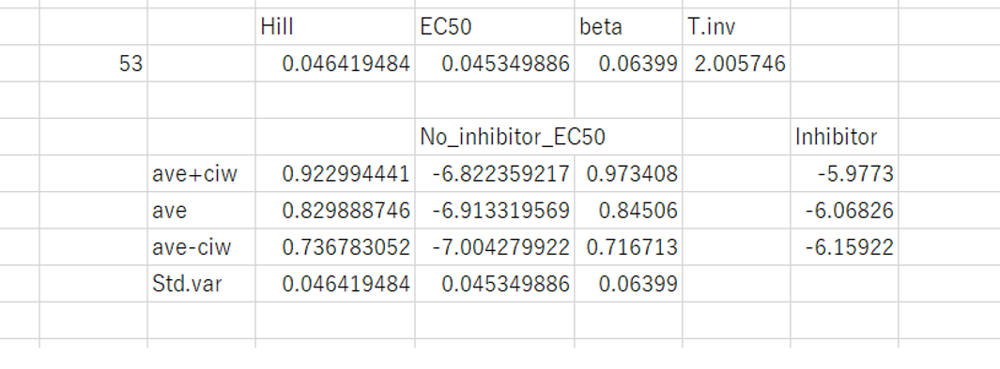 Hill EC50 beta T.inv
53 0.046419484 0.045349886 0.06399 2.005746
No_inhibitor_EC50 Inhibitor
ave+ciw 0.922994441 -6.822359217 0.973408 -5.9773
ave 0.829888746 -6.913319569 0.84506 -6.06826
ave-ciw 0.736783052 -7.004279922 0.716713 -6.15922
Std.var 0.046419484 0.045349886 0.06399